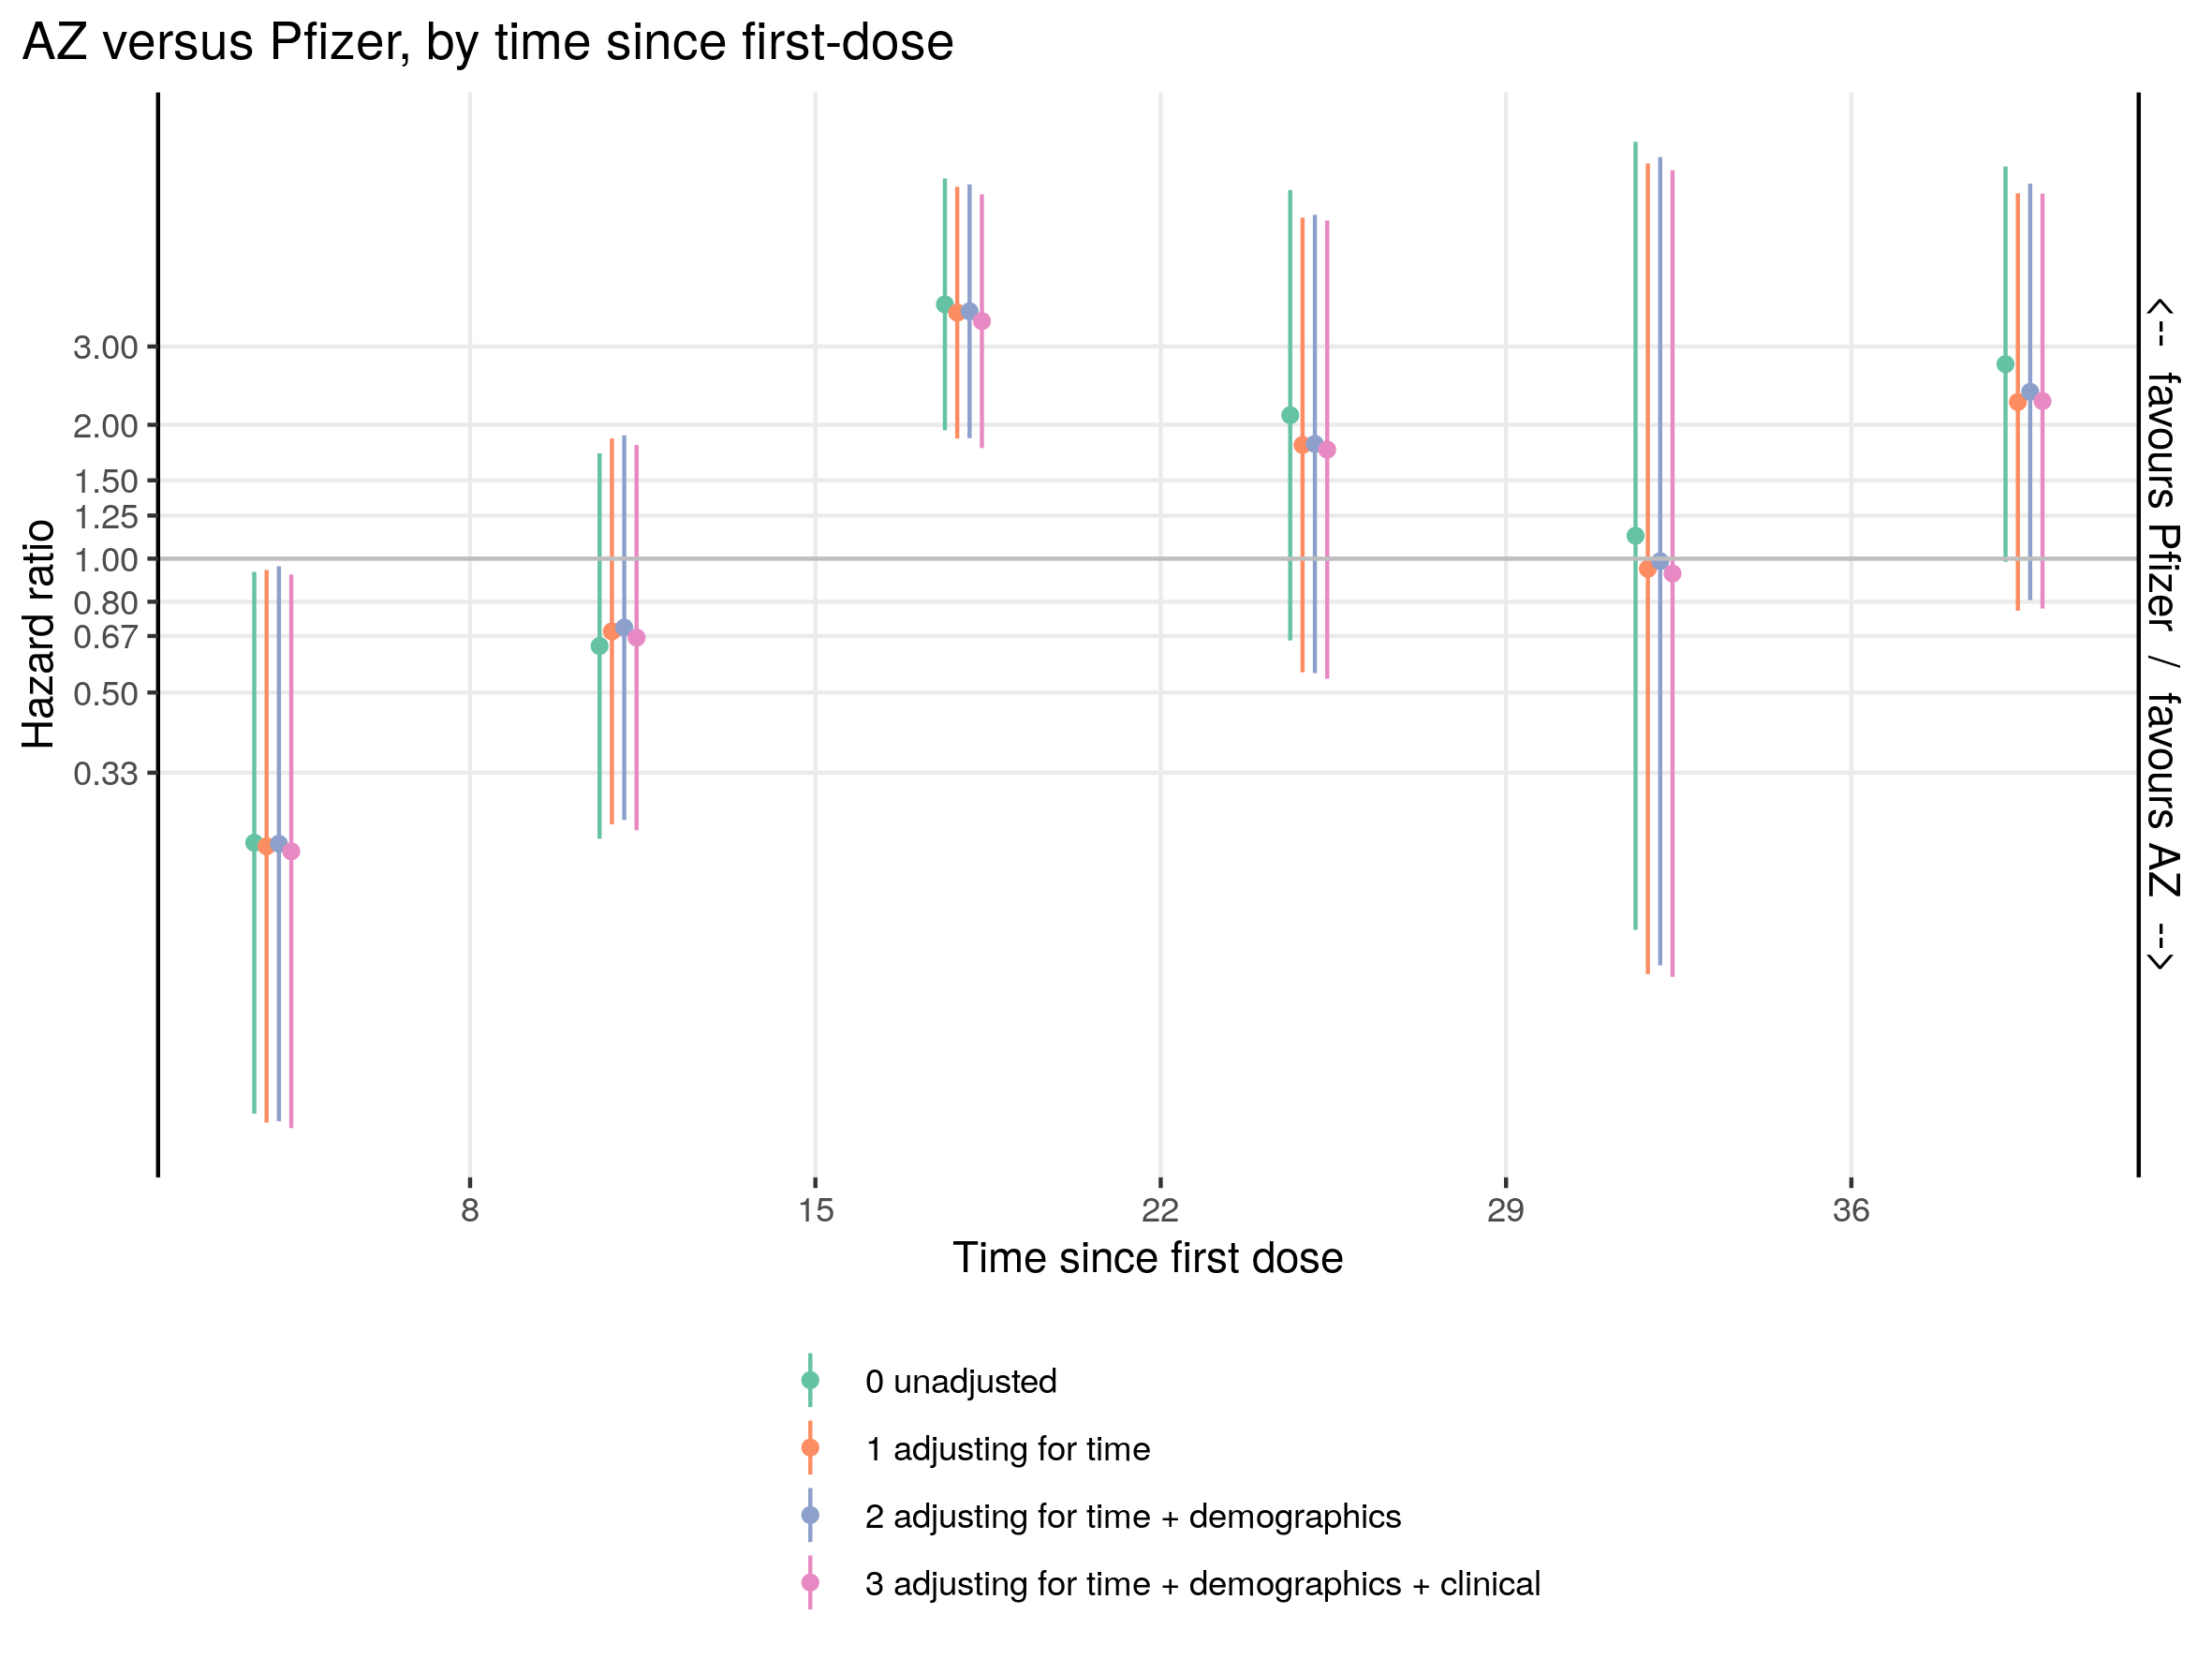 AZ versus Pfizer, by time since first-dose
Hazard ratio
3.00
2.00
1.50
1.25
1.00
0.80
0.67
0.50
0.33
<-- favours Pfizer / favours AZ -->
8 15 22 29 36
Time since first dose
0 unadjusted
1 adjusting for time
2 adjusting for time + demographics
3 adjusting for time + demographics + clinical